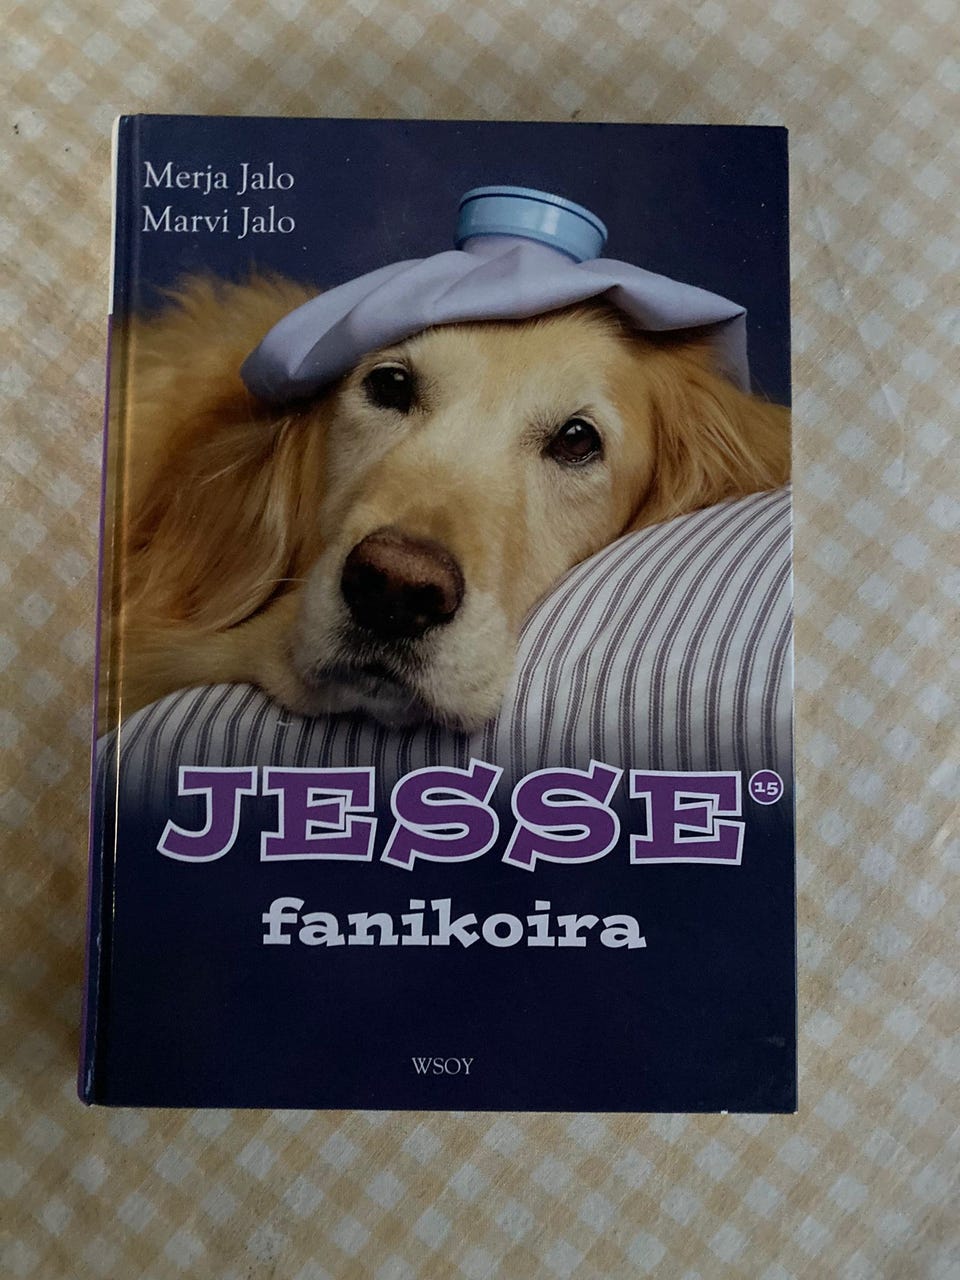 Merja Jalo
Marvi Jalo
JESSE 15
fanikoira
WSOY